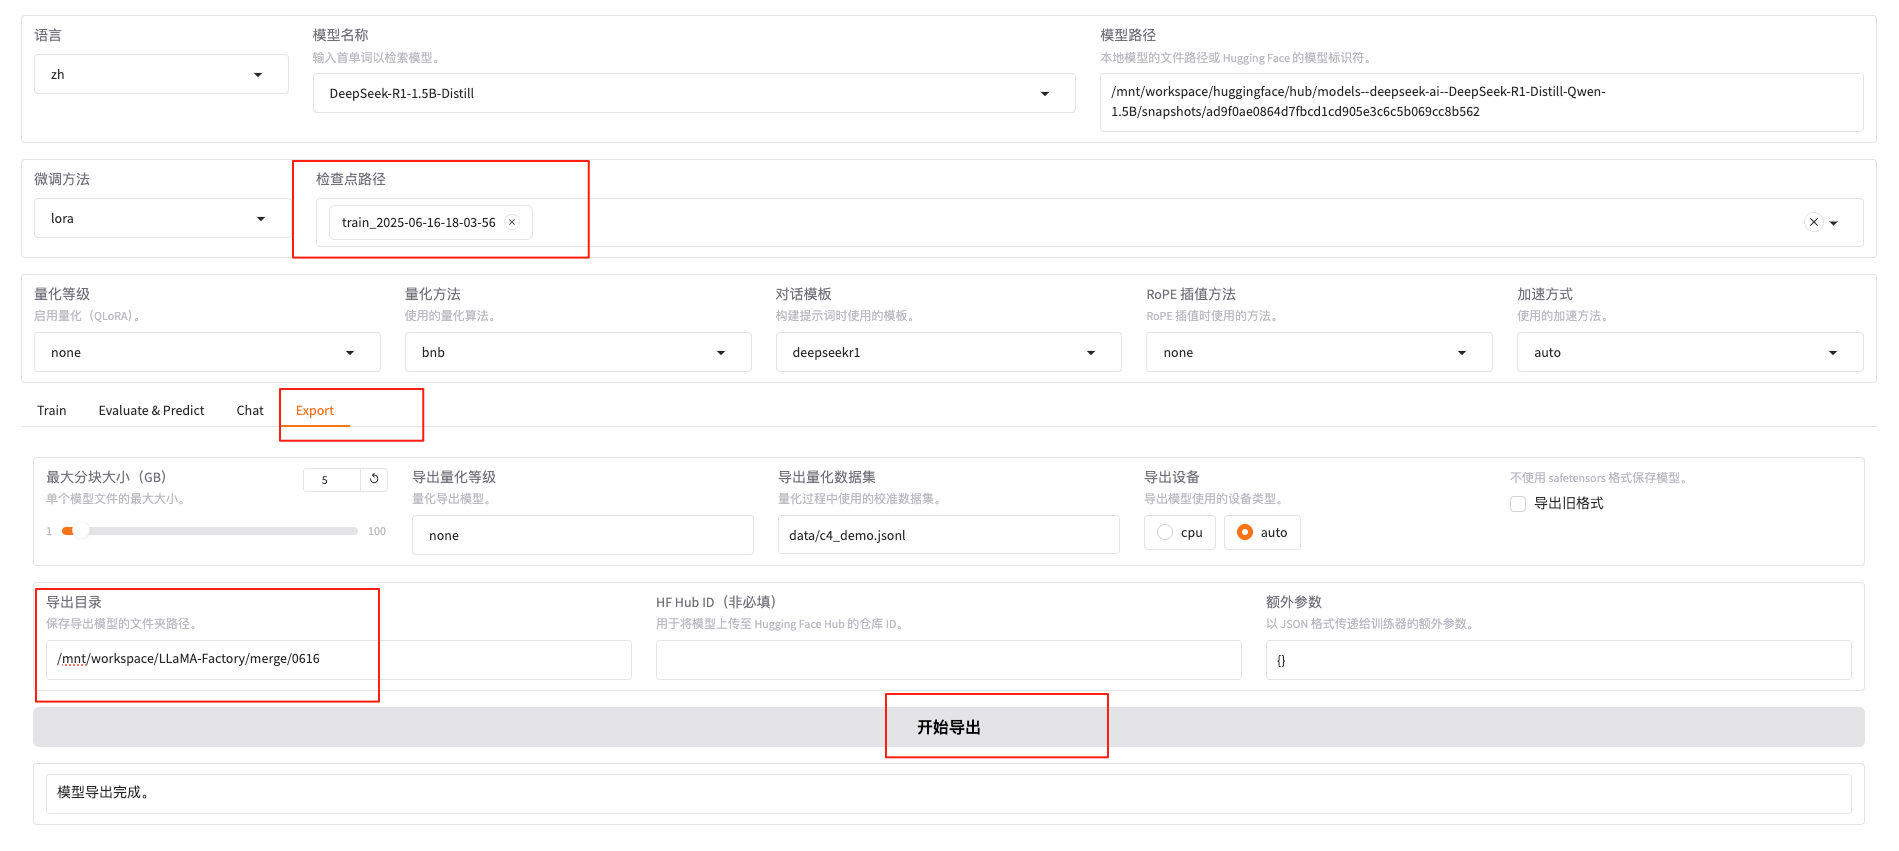 语言
zh
模型名称
输入首单词以检索模型。
DeepSeek-R1-1.5B-Distill
模型路径
本地模型的文件路径或 Hugging Face 的模型标识符。
/mnt/workspace/huggingface/hub/models--deepseek-ai--DeepSeek-R1-Distill-Qwen-
1.5B/snapshots/ad9f0ae0864d7fbcd1cd905e3c6c5b069cc8b562
微调方法
lora
检查点路径
train_2025-06-16-18-03-56
量化等级
启用量化（QLoRA）。
none
量化方法
使用的量化算法。
bnb
对话模板
构建提示词时使用的模板。
deepseekr1
RoPE 插值方法
RoPE 插值时使用的方法。
none
加速方式
使用的加速方法。
auto
Train Evaluate & Predict Chat Export
最大分块大小（GB）
单个模型文件的最大大小。
5
1 100
导出量化等级
量化导出模型。
none
导出量化数据集
量化过程中使用的校准数据集。
data/c4_demo.jsonl
导出设备
导出模型使用的设备类型。
cpu auto
不使用 safetensors 格式保存模型。
导出旧格式
导出目录
保存导出模型的文件夹路径。
/mnt/workspace/LLaMA-Factory/merge/0616
HF Hub ID（非必填）
用于将模型上传至 Hugging Face Hub 的仓库 ID。
额外参数
以 JSON 格式传递给训练器的额外参数。
{}
开始导出
模型导出完成。